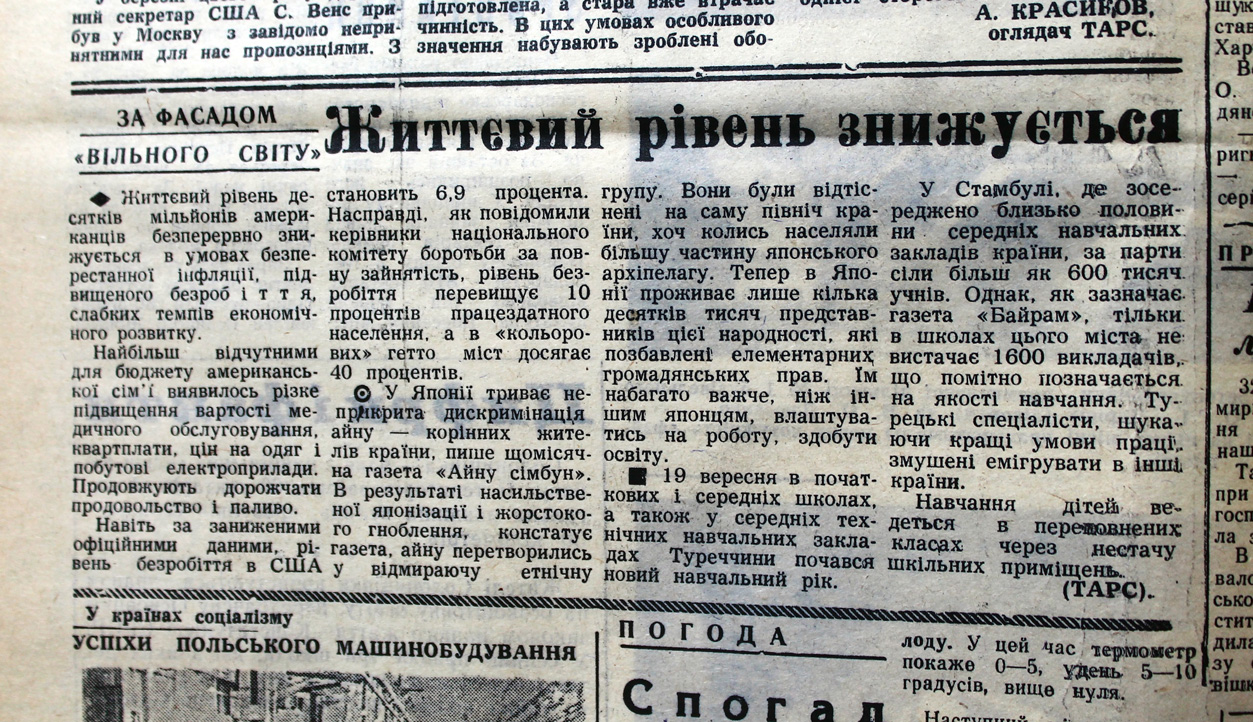 ний секретар США С. Венс при-
був у Москву з завідомо непри-
нятними для нас пропозиціями. З
підготовлена, а стара вже втрачає
чинність. В цих умовах особливого
значення набувають зроблені обо-
А. КРАСИКОВ,
оглядач ТАРС.
ЗА ФАСАДОМ
«ВІЛЬНОГО СВІТУ»
Життєвий рівень знижується
◆ Життєвий рівень де-
сятків мільйонів амери-
канців безперервно зни-
жується в умовах безпе-
рестанної інфляції, під-
вищеного безробіття,
слабких темпів економіч-
ного розвитку.
Найбільш відчутними
для бюджету американсь-
кої сім'ї виявилось різке
підвищення вартості ме-
дичного обслуговування,
квартплати, цін на одяг і
побутові електроприлади.
Продовжують дорожчати
продовольство і паливо.
Навіть за заниженими
офіційними даними, рі-
вень безробіття в США
становить 6,9 процента.
Насправді, як повідомили
керівники національного
комітету боротьби за пов-
ну зайнятість, рівень без-
робіття перевищує 10
процентів працездатного
населення, а в «кольоро-
вих» гетто міст досягає
40 процентів.
◉ У Японії триває не-
прикрита дискримінація
айну — корінних жите-
лів країни, пише щомісяч-
на газета «Айну сімбун».
В результаті насильстве-
ної японізації і жорстоко-
го гноблення, констатує
газета, айну перетворились
у відмираючу етнічну
групу. Вони були відтіс-
нені на саму північ кра-
їни, хоч колись населяли
більшу частину японського
архіпелагу. Тепер в Япо-
нії проживає лише кілька
десятків тисяч представ-
ників цієї народності, які
позбавлені елементарних
громадянських прав. Їм
набагато важче, ніж ін-
шим японцям, влаштува-
тись на роботу, здобути
освіту.
■ 19 вересня в почат-
кових і середніх школах,
а також у середніх тех-
нічних навчальних закла-
дах Туреччини почався
новий навчальний рік.
У Стамбулі, де зосе-
реджено близько полови-
ни середніх навчальних
закладів країни, за парти
сіли більш як 600 тисяч
учнів. Однак, як зазначає
газета «Байрам», тільки
в школах цього міста не
вистачає 1600 викладачів,
що помітно позначається
на якості навчання. Ту-
рецькі спеціалісти, шука-
ючи кращі умови праці,
змушені емігрувати в інші
країни.
Навчання дітей ве-
деться в переповнених
класах через нестачу
шкільних приміщень.
(ТАРС).
У країнах соціалізму
УСПІХИ ПОЛЬСЬКОГО МАШИНОБУДУВАННЯ
ПОГОДА
Спогад
лоду. У цей час термометр
покаже 0—5, удень 5—10
градусів, вище нуля.